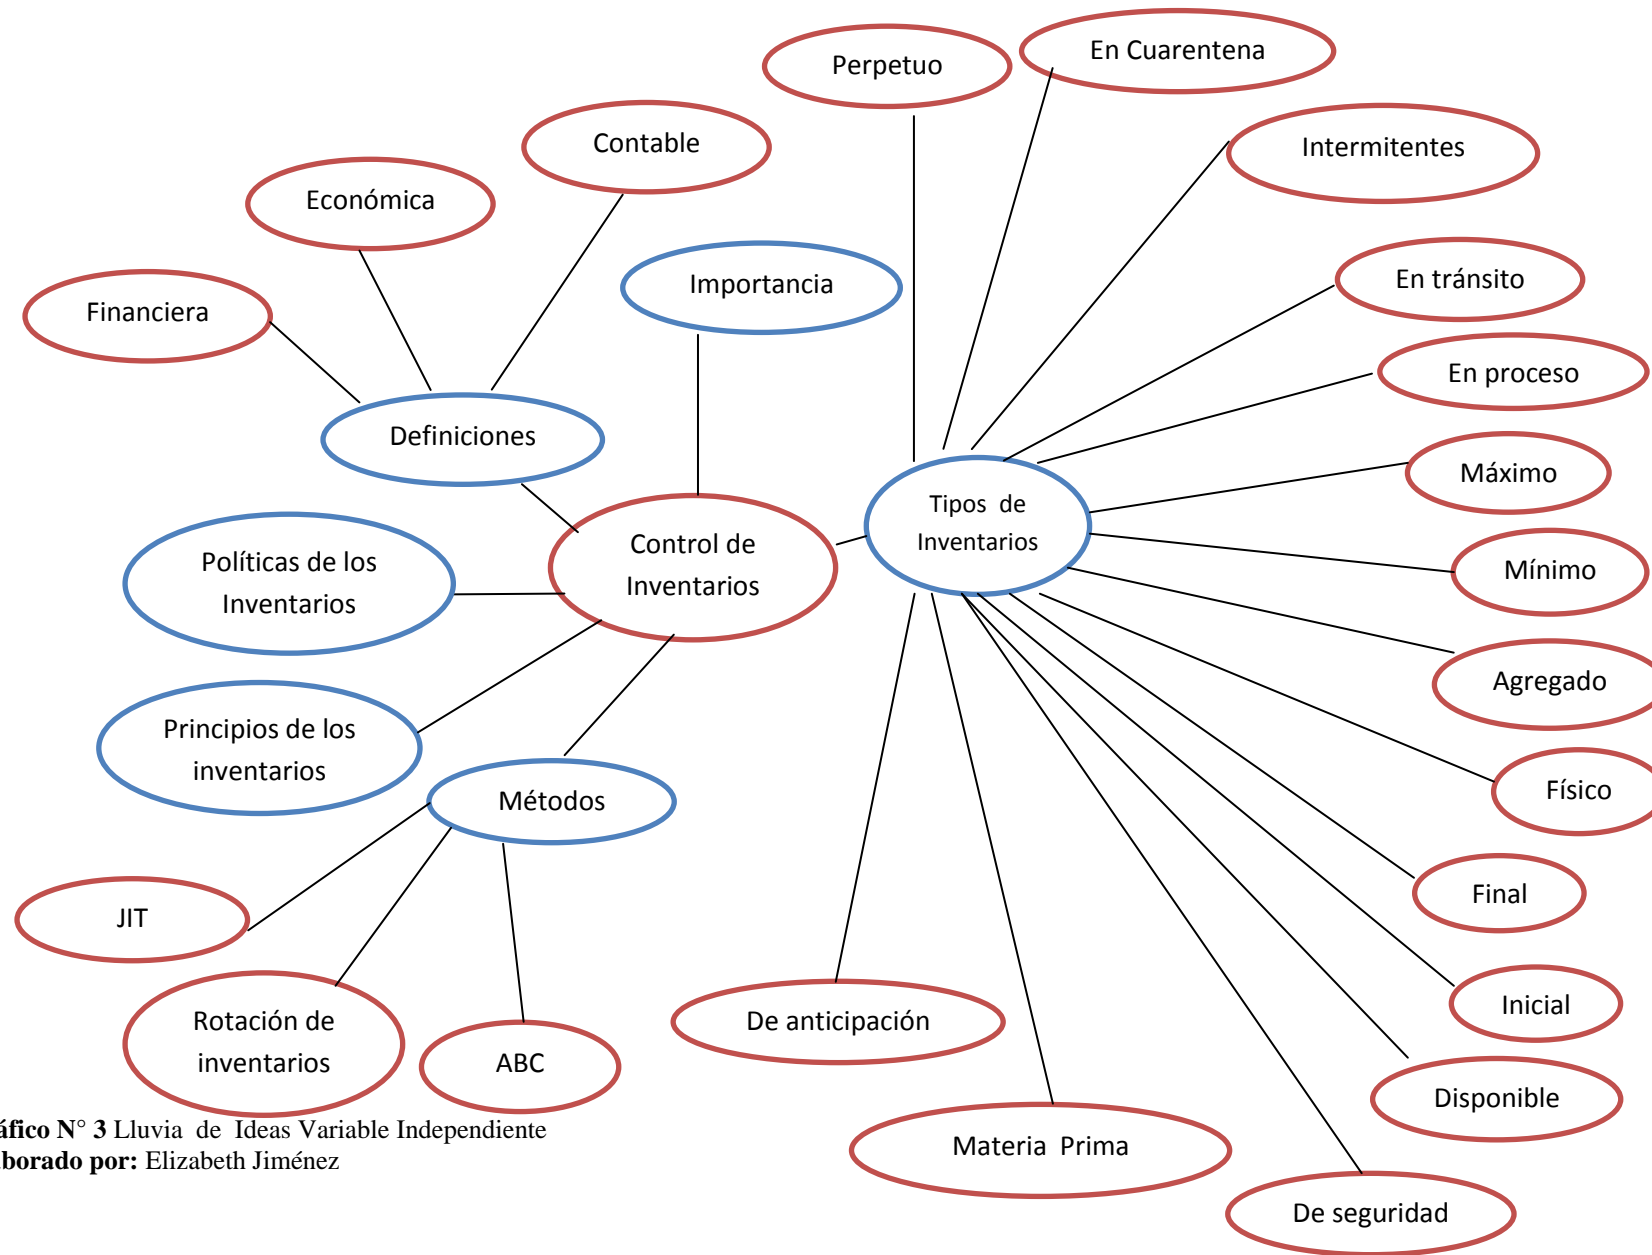 Perpetuo
En Cuarentena
Contable
Intermitentes
Económica
Importancia
En tránsito
Financiera
En proceso
Definiciones
Máximo
Tipos de
Inventarios
Políticas de los
Inventarios
Control de
Inventarios
Mínimo
Agregado
Principios de los
inventarios
Métodos
Físico
JIT
Final
Rotación de
inventarios
ABC
De anticipación
Inicial
Disponible
Materia Prima
De seguridad
áfico N° 3 Lluvia de Ideas Variable Independiente
borado por: Elizabeth Jiménez